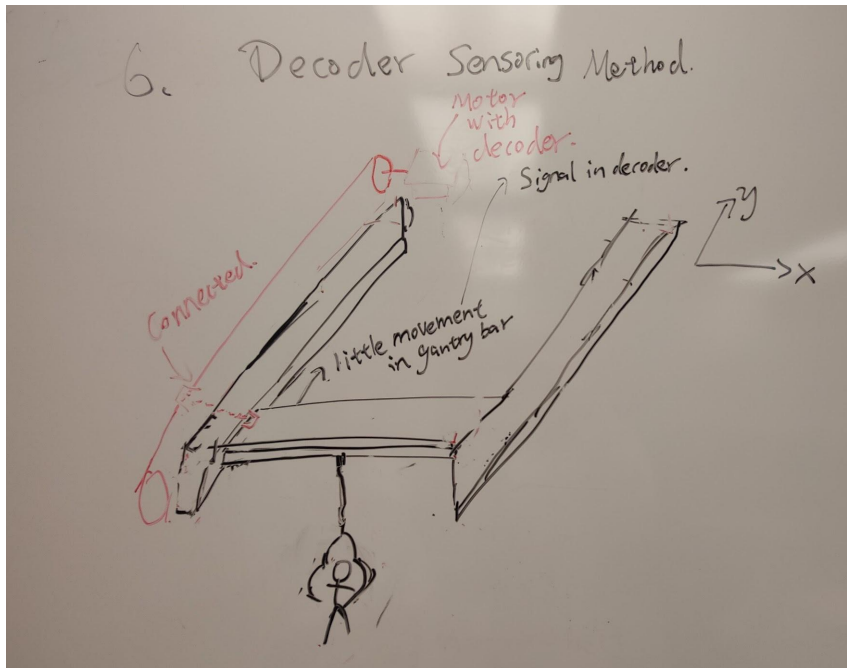 6. Decoder Sensoring Method.
Motor
with
decoder.
Signal in decoder.
y
x
Connected.
little movement
in gantry bar